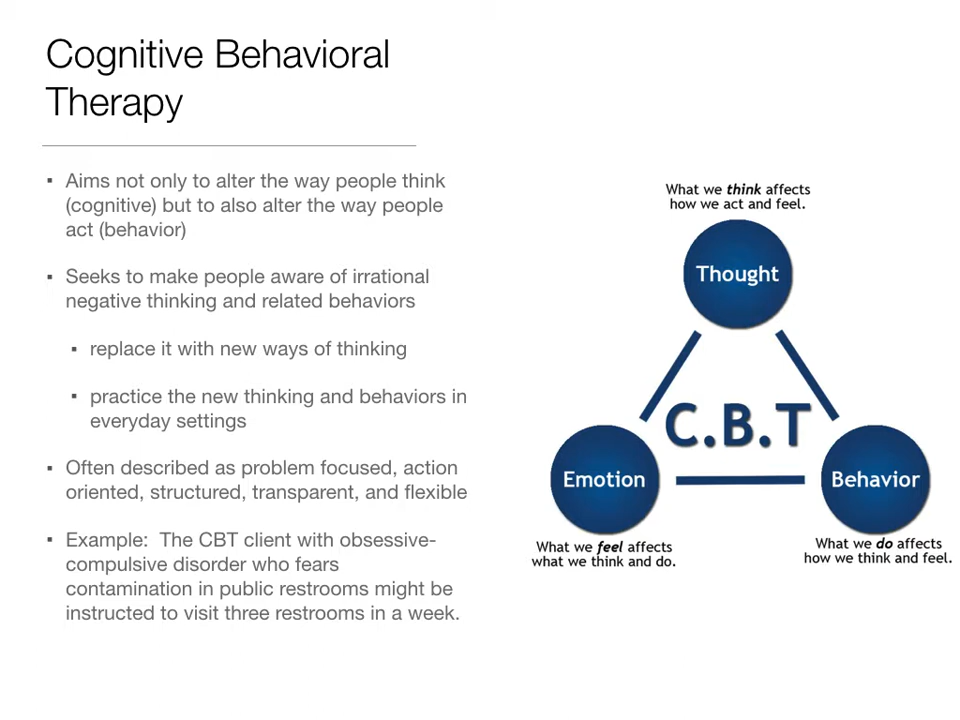 Cognitive Behavioral
Therapy
▪ Aims not only to alter the way people think
(cognitive) but to also alter the way people
act (behavior)
▪ Seeks to make people aware of irrational
negative thinking and related behaviors
▪ replace it with new ways of thinking
▪ practice the new thinking and behaviors in
everyday settings
▪ Often described as problem focused, action
oriented, structured, transparent, and flexible
▪ Example:  The CBT client with obsessive-
compulsive disorder who fears
contamination in public restrooms might be
instructed to visit three restrooms in a week.
What we think affects
how we act and feel.
Thought
C.B.T
Emotion
Behavior
What we feel affects
what we think and do.
What we do affects
how we think and feel.